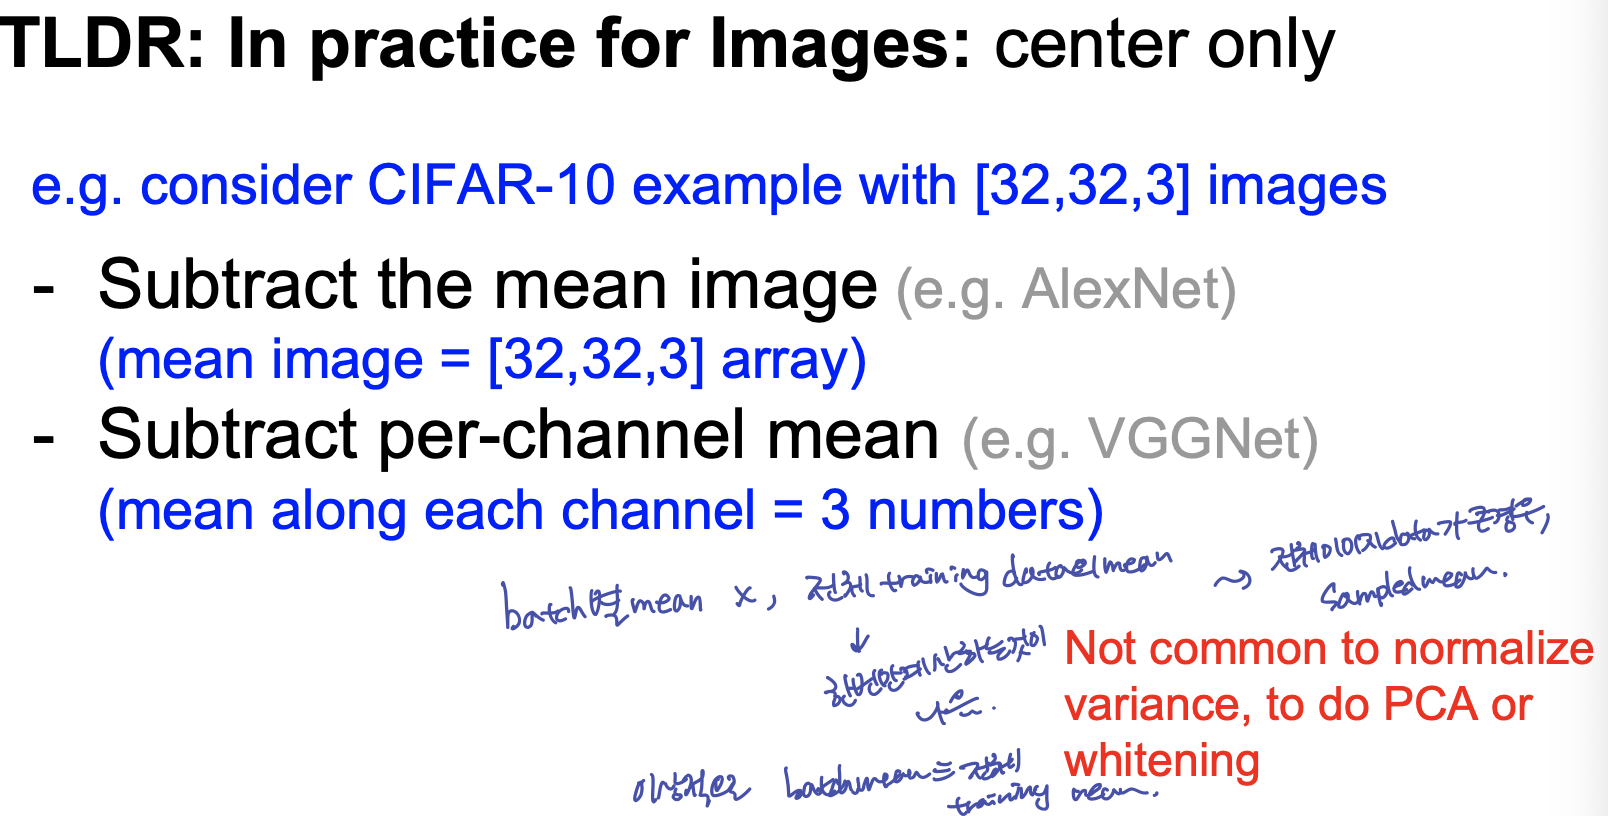 TLDR: In practice for Images: center only
e.g. consider CIFAR-10 example with [32,32,3] images
- Subtract the mean image (e.g. AlexNet)
(mean image = [32,32,3] array)
- Subtract per-channel mean (e.g. VGGNet)
(mean along each channel = 3 numbers)
batch별 mean x, 전체 training data의 mean
↓
한번만 계산하는것이
나음.
→ 전체이미지data가 큰경우,
Sampled mean.
Not common to normalize
variance, to do PCA or
whitening
이상적으로 batch mean ≡ 전체
training mean.